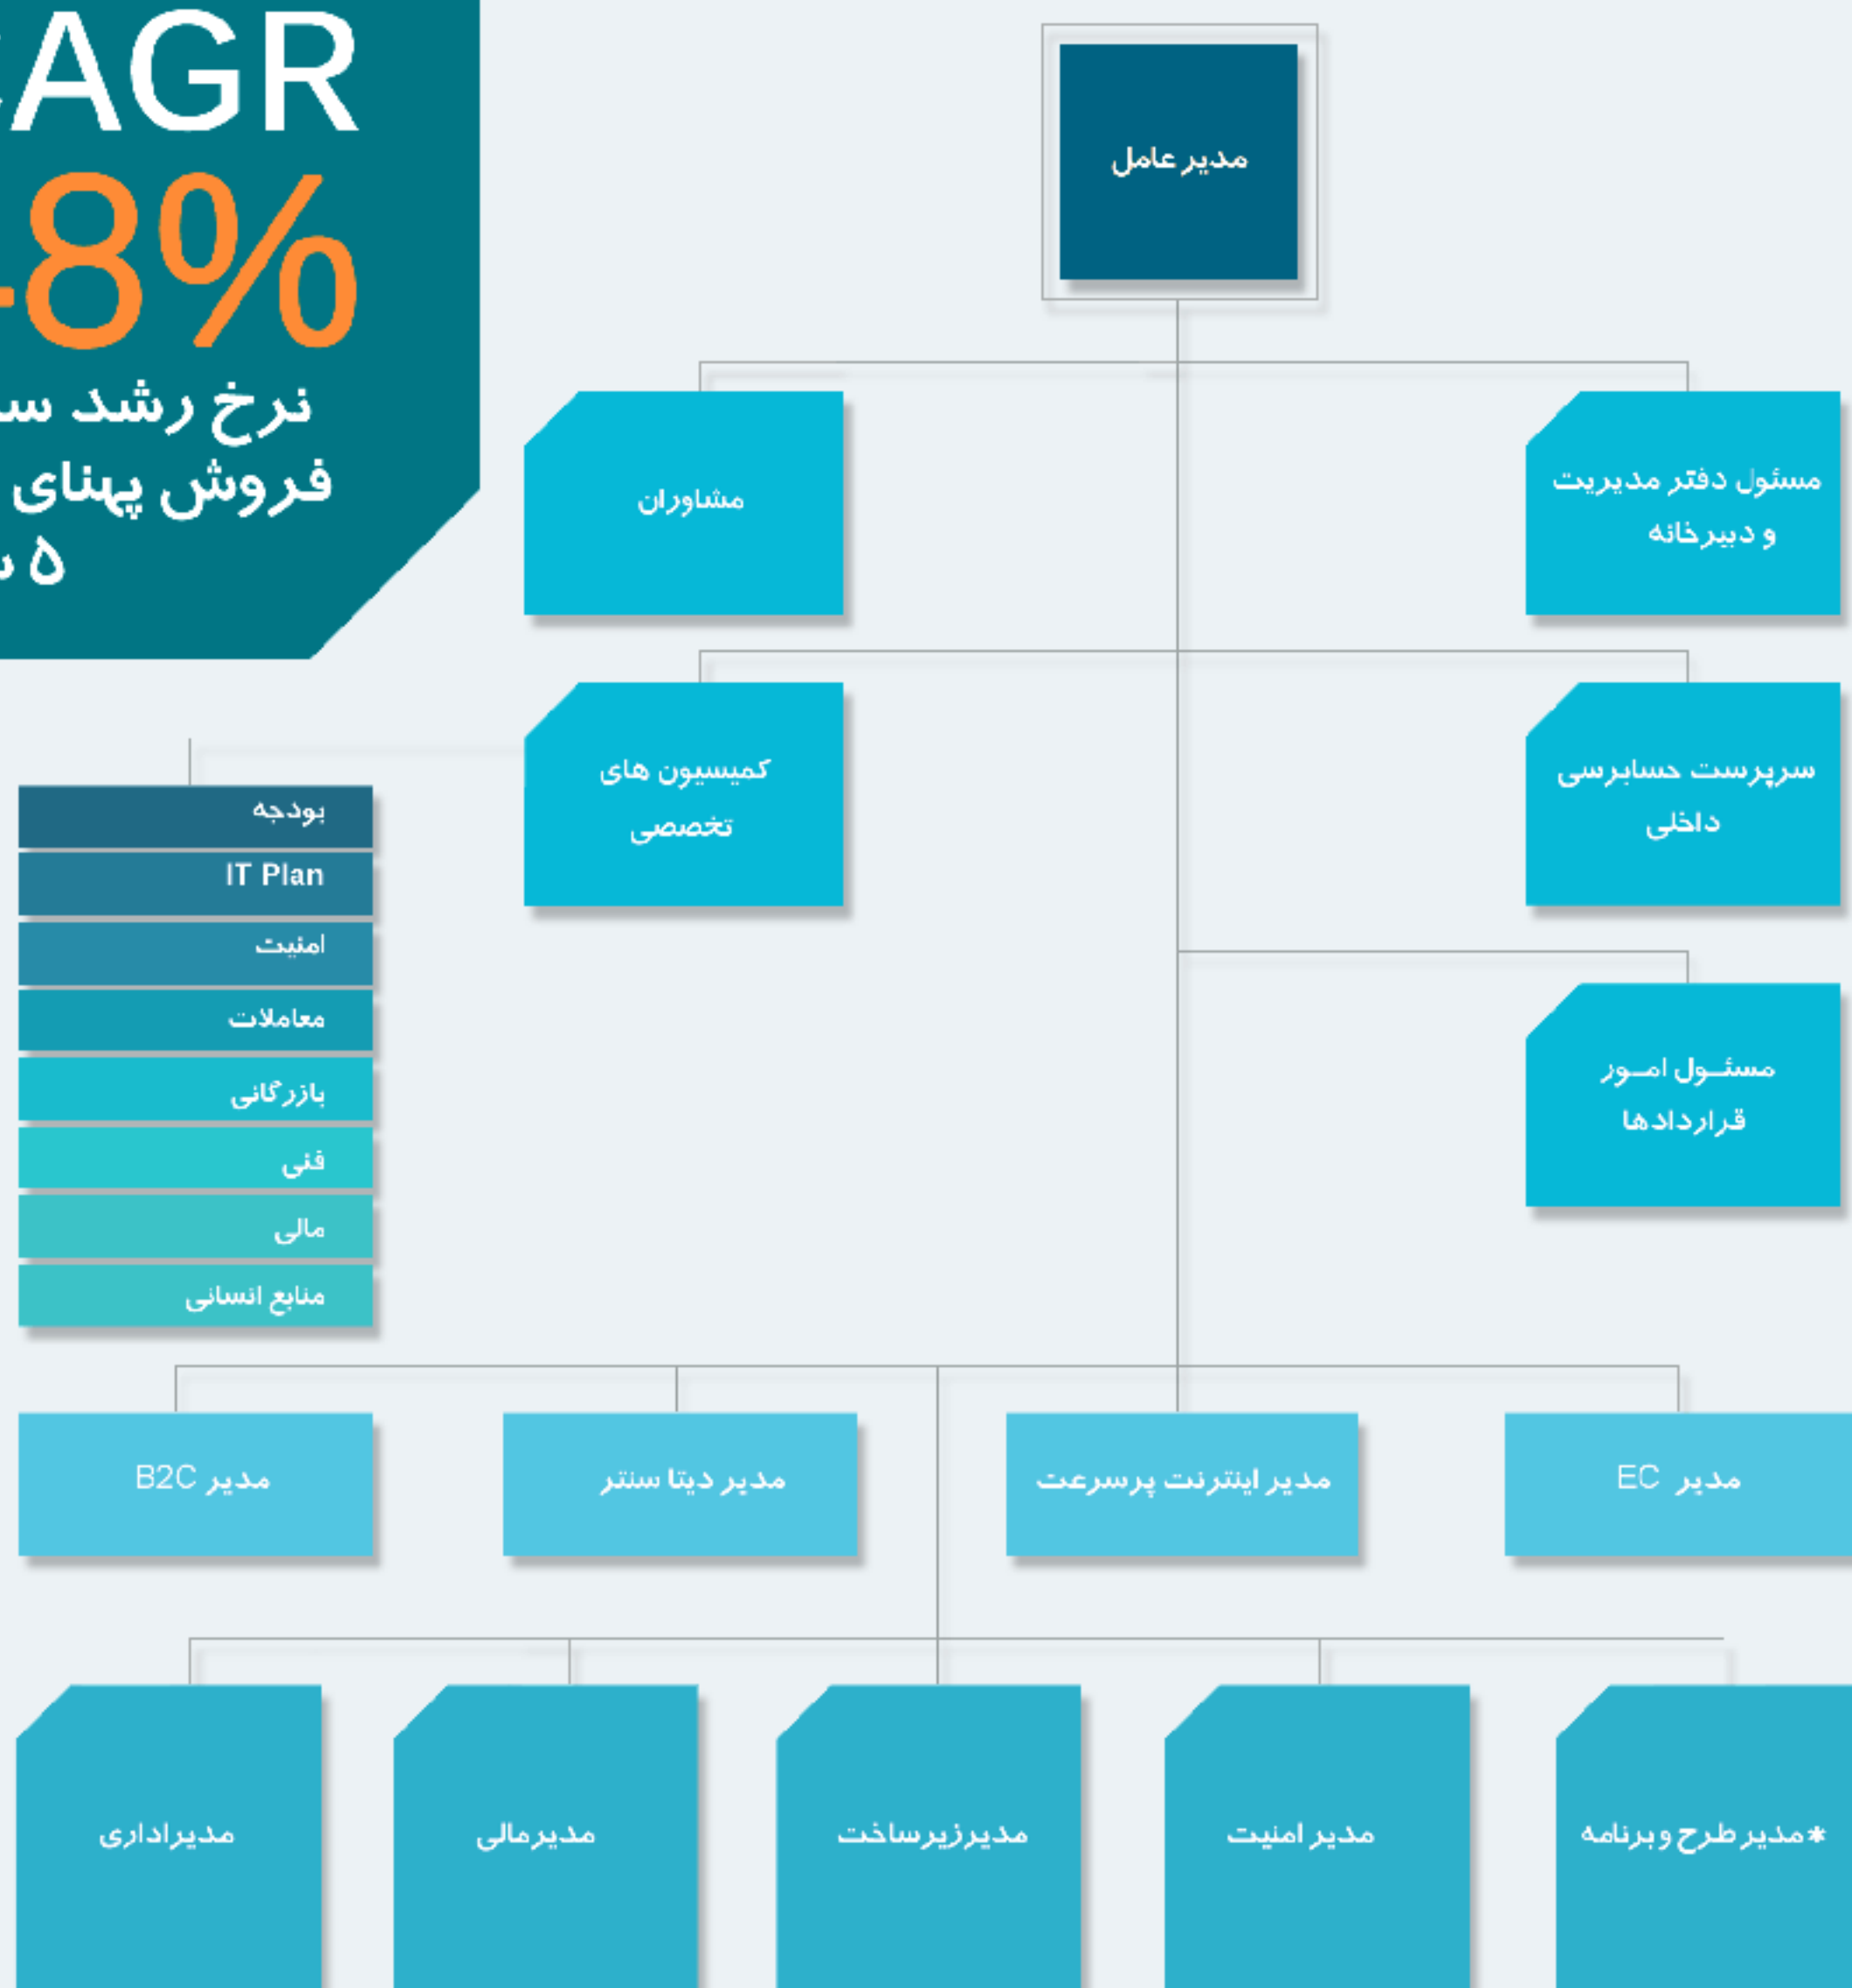 AGR
8%
نرخ رشد
فروش پهنای
۵
مدیر عامل
مسئول دفتر مدیریت
و دبیرخانه
مشاوران
سرپرست حسابرسی
داخلی
کمیسیون های
تخصصی
مسئـول امـور
قراردادها
بودجه
IT Plan
امنیت
معاملات
بازرگانی
فنی
مالی
منابع انسانی
مدیر EC
مدیر اینترنت پرسرعت
مدیر دیتا سنتر
مدیر B2C
*مدیر طرح و برنامه
مدیر امنیت
مدیرزیرساخت
مدیرمالی
مدیراداری